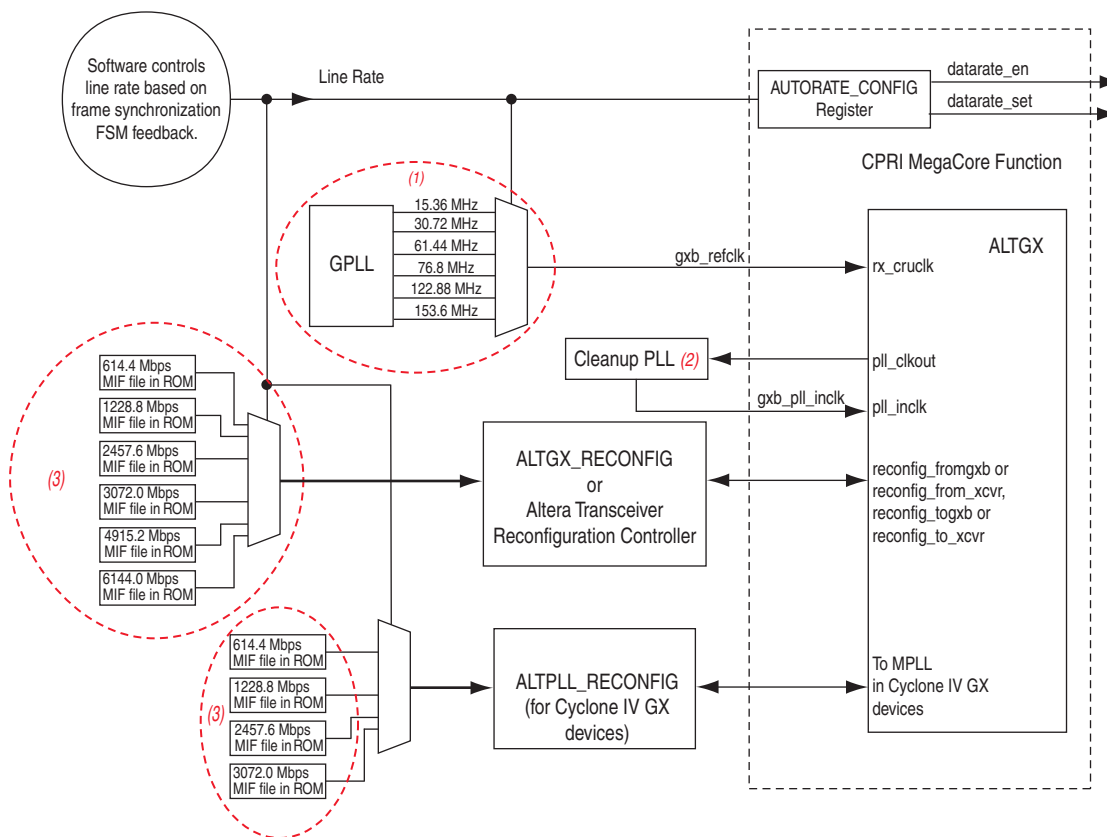 Software controls
line rate based on
frame synchronization
FSM feedback.
Line Rate
AUTORATE_CONFIG
Register
datarate_en
datarate_set
CPRI MegaCore Function
(1)
GPLL
15.36 MHz
30.72 MHz
61.44 MHz
76.8 MHz
122.88 MHz
153.6 MHz
gxb_refclk
ALTGX
rx_cruclk
Cleanup PLL (2)
pll_clkout
gxb_pll_inclk
pll_inclk
(3)
614.4 Mbps
MIF file in ROM
1228.8 Mbps
MIF file in ROM
2457.6 Mbps
MIF file in ROM
3072.0 Mbps
MIF file in ROM
4915.2 Mbps
MIF file in ROM
6144.0 Mbps
MIF file in ROM
ALTGX_RECONFIG
or
Altera Transceiver
Reconfiguration Controller
reconfig_fromgxb or
reconfig_from_xcvr,
reconfig_togxb or
reconfig_to_xcvr
(3)
614.4 Mbps
MIF file in ROM
1228.8 Mbps
MIF file in ROM
2457.6 Mbps
MIF file in ROM
3072.0 Mbps
MIF file in ROM
ALTPLL_RECONFIG
(for Cyclone IV GX
devices)
To MPLL
in Cyclone IV GX
devices